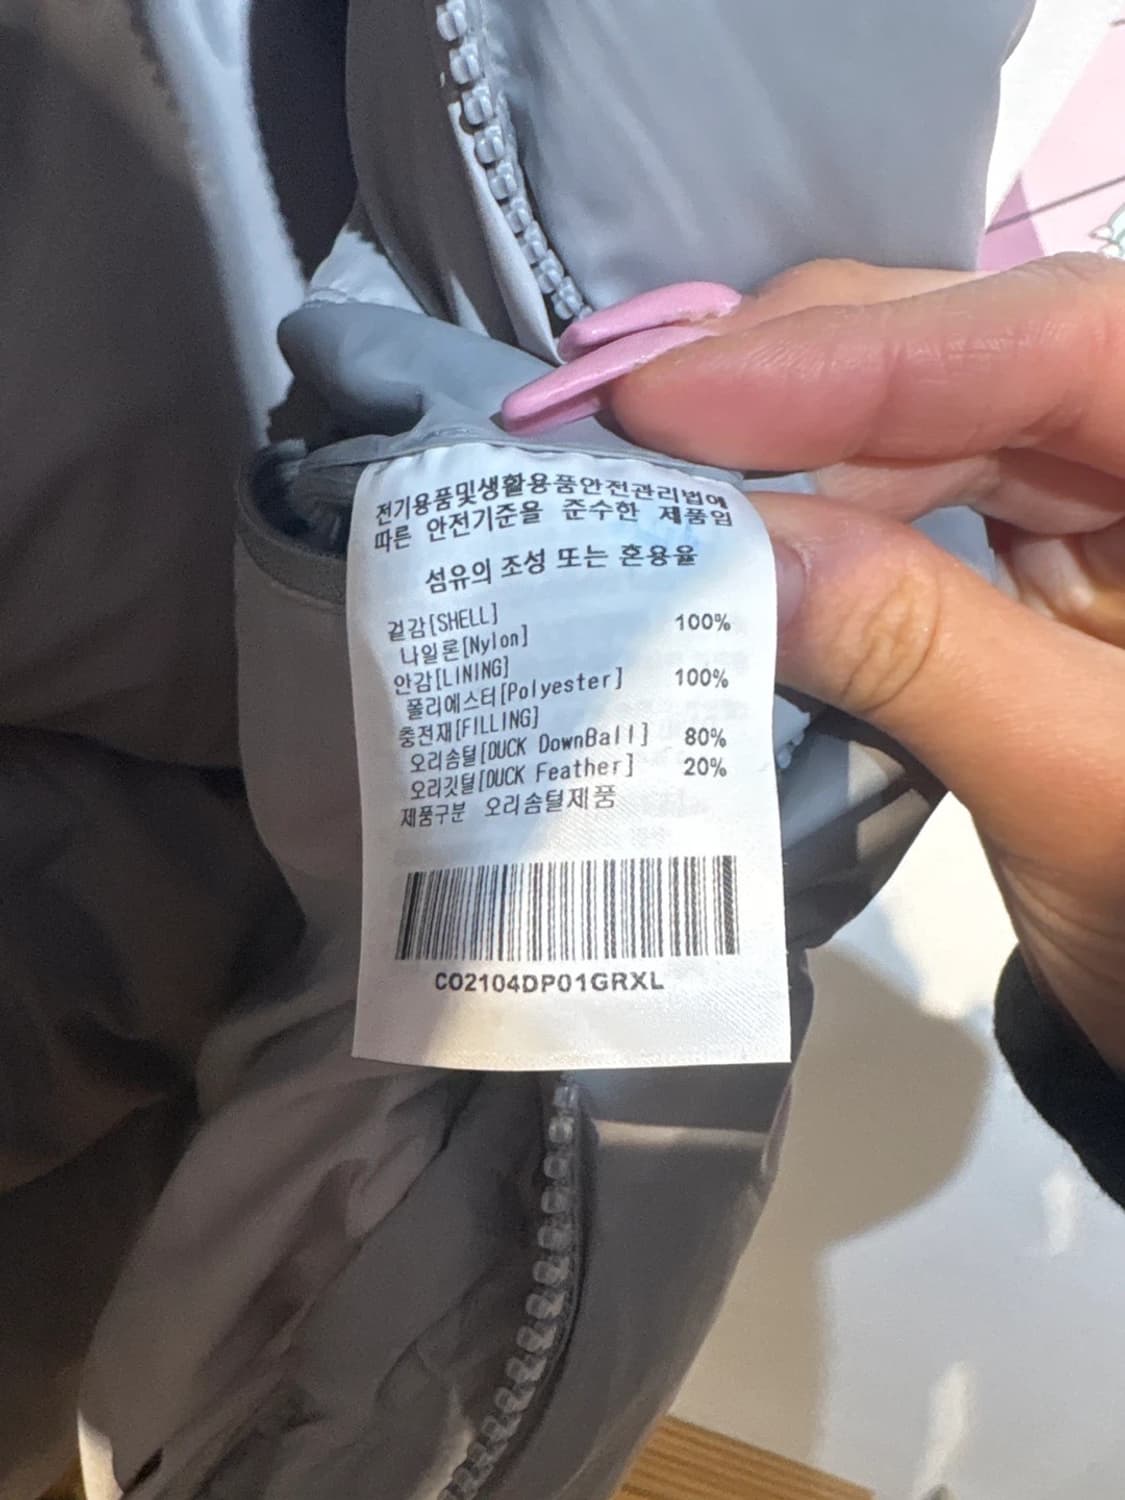 전기용품및생활용품안전관리법에
따른 안전기준을 준수한 제품임
섬유의 조성 또는 혼용율
겉감[SHELL]
나일론[Nylon] 100%
안감[LINING]
폴리에스터[Polyester] 100%
충전재[FILLING]
오리솜털[DUCK DownBall] 80%
오리깃털[DUCK Feather] 20%
제품구분 오리솜털제품
CO2104DP01GRXL